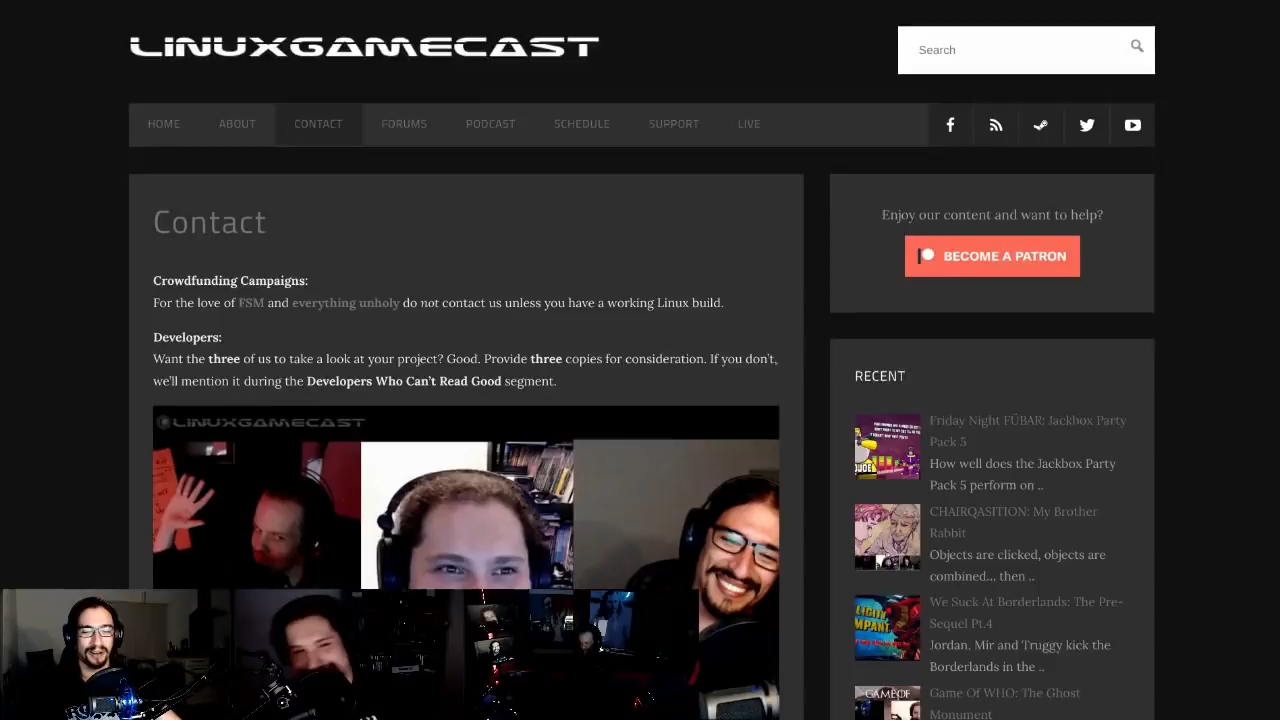 LINUXGAMECAST
Search
HOME ABOUT CONTACT FORUMS PODCAST SCHEDULE SUPPORT LIVE
Contact
Crowdfunding Campaigns:
For the love of FSM and everything unholy do not contact us unless you have a working Linux build.
Developers:
Want the three of us to take a look at your project? Good. Provide three copies for consideration. If you don't,
we'll mention it during the Developers Who Can't Read Good segment.
LINUXGAMECAST
Enjoy our content and want to help?
BECOME A PATRON
RECENT
Friday Night FÜBAR: Jackbox Party
Pack 5
How well does the Jackbox Party
Pack 5 perform on ..
CHAIRQASITION: My Brother
Rabbit
Objects are clicked, objects are
combined... then ..
We Suck At Borderlands: The Pre-
Sequel Pt.4
Jordan, Mir and Truggy kick the
Borderlands in the ..
GAME OF
Game Of WHO: The Ghost
Monument